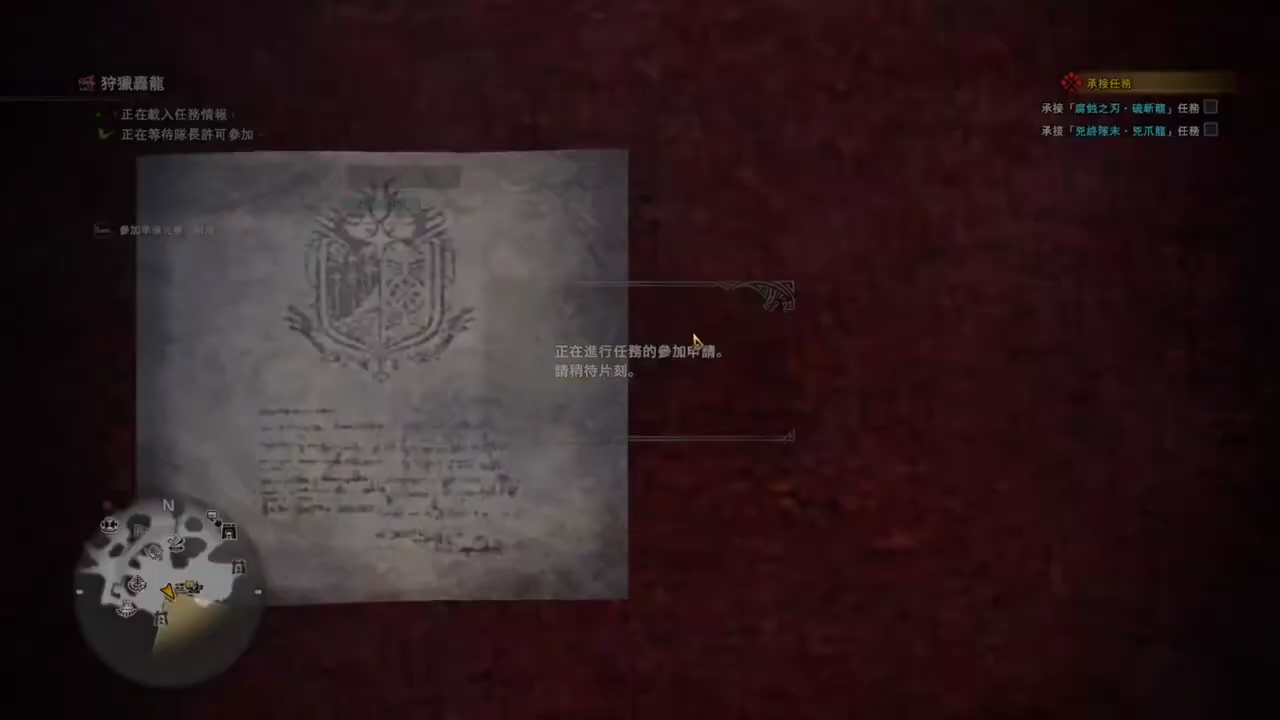 狩獵轟龍
正在載入任務情報
正在等待隊長許可參加
承接任務
承接「腐蝕之刃・硫斬龍」任務
承接「兇終隙末・兇爪龍」任務
正在進行任務的參加申請。
請稍待片刻。
N